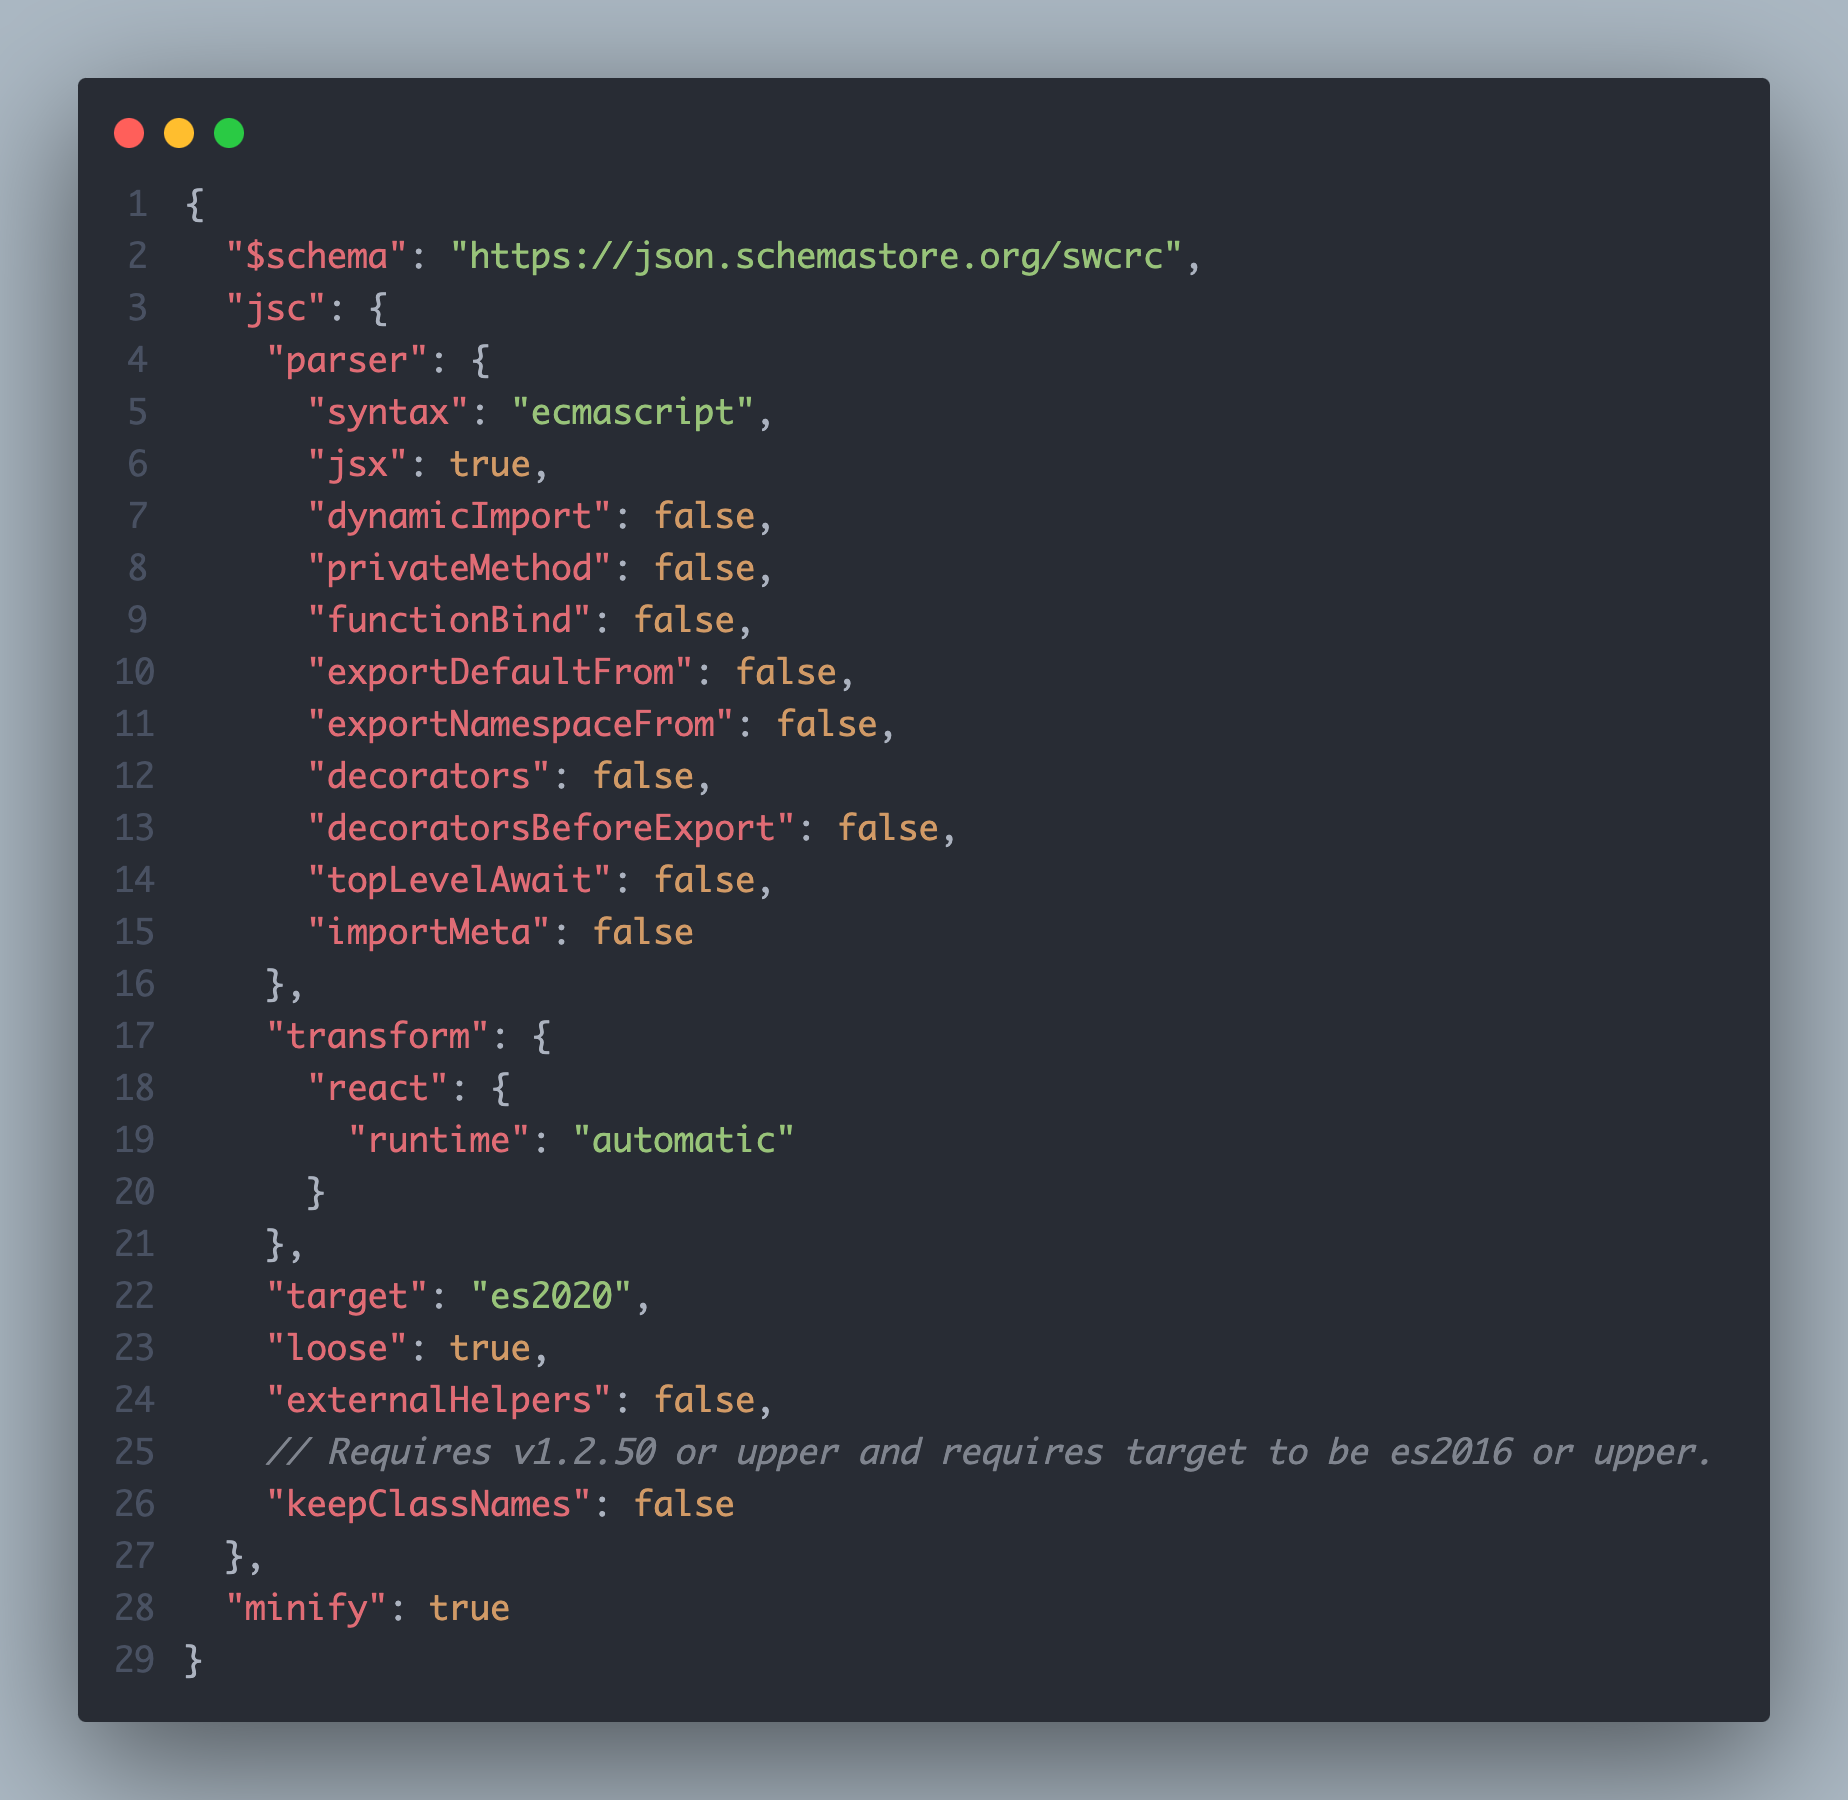 1 {
2   "$schema": "https://json.schemastore.org/swcrc",
3   "jsc": {
4     "parser": {
5       "syntax": "ecmascript",
6       "jsx": true,
7       "dynamicImport": false,
8       "privateMethod": false,
9       "functionBind": false,
10       "exportDefaultFrom": false,
11       "exportNamespaceFrom": false,
12       "decorators": false,
13       "decoratorsBeforeExport": false,
14       "topLevelAwait": false,
15       "importMeta": false
16     },
17     "transform": {
18       "react": {
19         "runtime": "automatic"
20       }
21     },
22     "target": "es2020",
23     "loose": true,
24     "externalHelpers": false,
25     // Requires v1.2.50 or upper and requires target to be es2016 or upper.
26     "keepClassNames": false
27   },
28   "minify": true
29 }